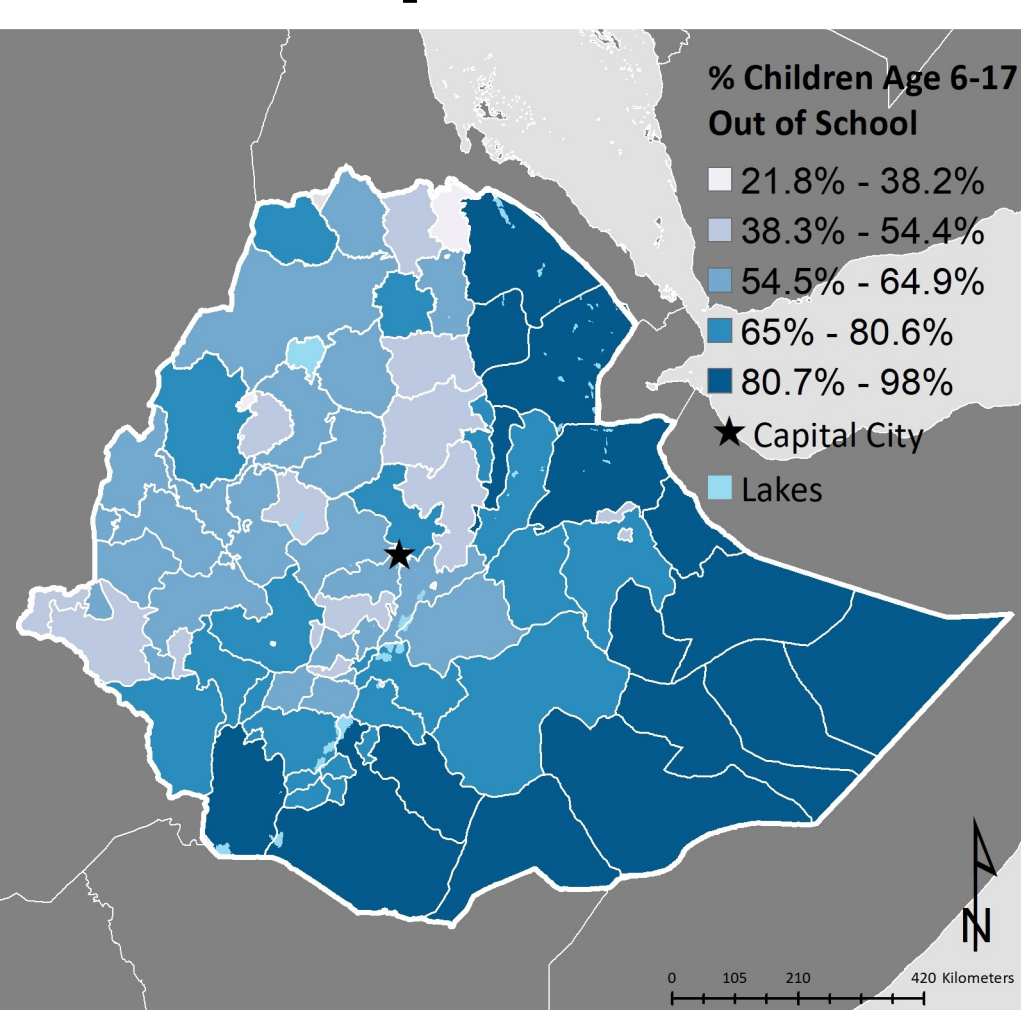 % Children Age 6-17
Out of School
21.8% - 38.2%
38.3% - 54.4%
54.5% - 64.9%
65% - 80.6%
80.7% - 98%
Capital City
Lakes
N
0 105 210 420 Kilometers